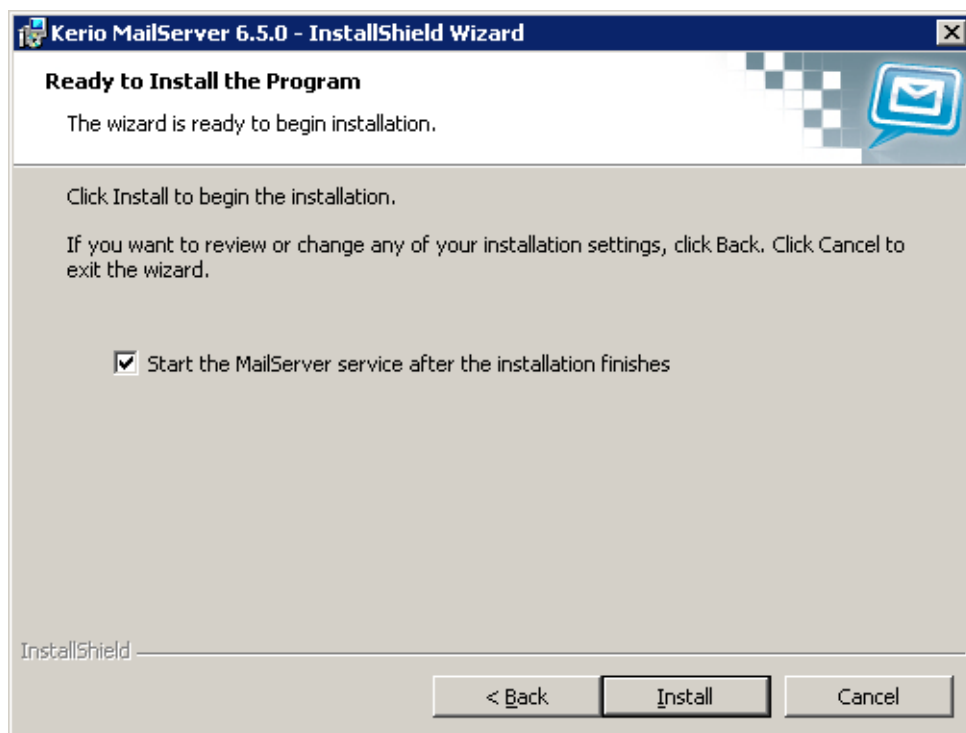 Kerio MailServer 6.5.0 - InstallShield Wizard
Ready to Install the Program
The wizard is ready to begin installation.
Click Install to begin the installation.
If you want to review or change any of your installation settings, click Back. Click Cancel to
exit the wizard.
Start the MailServer service after the installation finishes
InstallShield
< Back
Install
Cancel